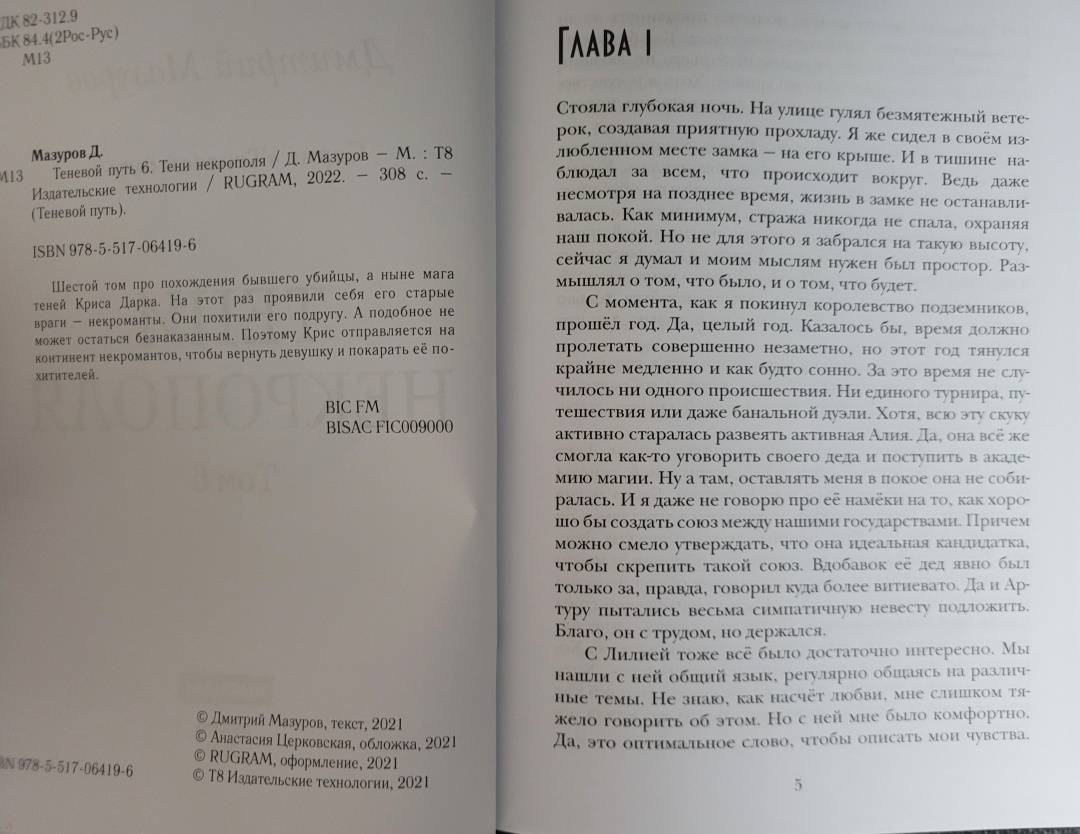 УДК 82-312.9
ББК 84.4(2Рос-Рус)
М13
Мазуров Д.
М13 Теневой путь 6. Тени некрополя / Д. Мазуров – М. : Т8
Издательские технологии / RUGRAM, 2022. – 308 с. –
(Теневой путь).
ISBN 978-5-517-06419-6
Шестой том про похождения бывшего убийцы, а ныне мага
теней Криса Дарка. На этот раз проявили себя его старые
враги – некроманты. Они похитили его подругу. А подобное не
может остаться безнаказанным. Поэтому Крис отправляется на
континент некромантов, чтобы вернуть девушку и покарать её по-
хитителей.
BIC FM
BISAC FIC009000
© Дмитрий Мазуров, текст, 2021
© Анастасия Церковская, обложка, 2021
© RUGRAM, оформление, 2021
© Т8 Издательские технологии, 2021
ISBN 978-5-517-06419-6
Глава 1
Стояла глубокая ночь. На улице гулял безмятежный вете-
рок, создавая приятную прохладу. Я же сидел в своём из-
любленном месте замка – на его крыше. И в тишине на-
блюдал за всем, что происходит вокруг. Ведь даже
несмотря на позднее время, жизнь в замке не останавли-
валась. Как минимум, стража никогда не спала, охраняя
наш покой. Но не для этого я забрался на такую высоту,
сейчас я думал и моим мыслям нужен был простор. Раз-
мышлял о том, что было, и о том, что будет.
С момента, как я покинул королевство подземников,
прошёл год. Да, целый год. Казалось бы, время должно
пролетать совершенно незаметно, но этот год тянулся
крайне медленно и как будто сонно. За это время не слу-
чилось ни одного происшествия. Ни единого турнира, пу-
тешествия или даже банальной дуэли. Хотя, всю эту скуку
активно старалась развеять активная Алия. Да, она всё же
смогла как-то уговорить своего деда и поступить в акаде-
мию магии. Ну а там, оставлять меня в покое она не соби-
ралась. И я даже не говорю про её намёки на то, как хоро-
шо бы создать союз между нашими государствами. Причем
можно смело утверждать, что она идеальная кандидатка,
чтобы скрепить такой союз. Вдобавок её дед явно был
только за, правда, говорил куда более витиевато. Да и Ар-
туру пытались весьма симпатичную невесту подложить.
Благо, он с трудом, но держался.
С Лилией тоже всё было достаточно интересно. Мы
нашли с ней общий язык, регулярно общаясь на различ-
ные темы. Не знаю, как насчёт любви, мне слишком тя-
жело говорить об этом. Но с ней мне было комфортно.
Да, это оптимальное слово, чтобы описать мои чувства.
5